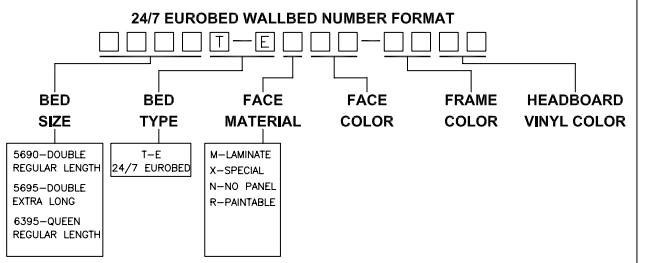 24/7 EUROBED WALLBED NUMBER FORMAT
T — E —
BED SIZE
BED TYPE
FACE MATERIAL
FACE COLOR
FRAME COLOR
HEADBOARD VINYL COLOR
5690-DOUBLE
REGULAR LENGTH
5695-DOUBLE
EXTRA LONG
6395-QUEEN
REGULAR LENGTH
T-E
24/7 EUROBED
M-LAMINATE
X-SPECIAL
N-NO PANEL
R-PAINTABLE